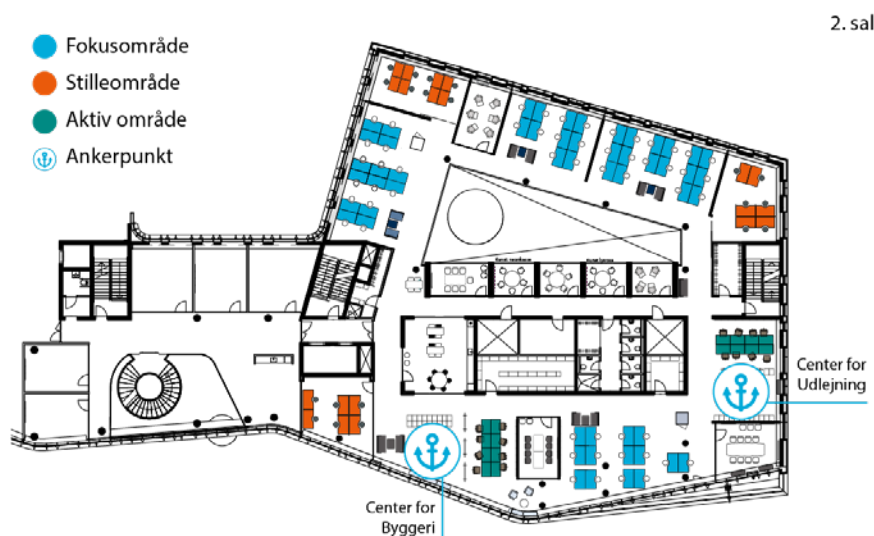 2. sal
Fokusområde
Stilleområde
Aktiv område
Ankerpunkt
Center for
Udlejning
Center for
Byggeri